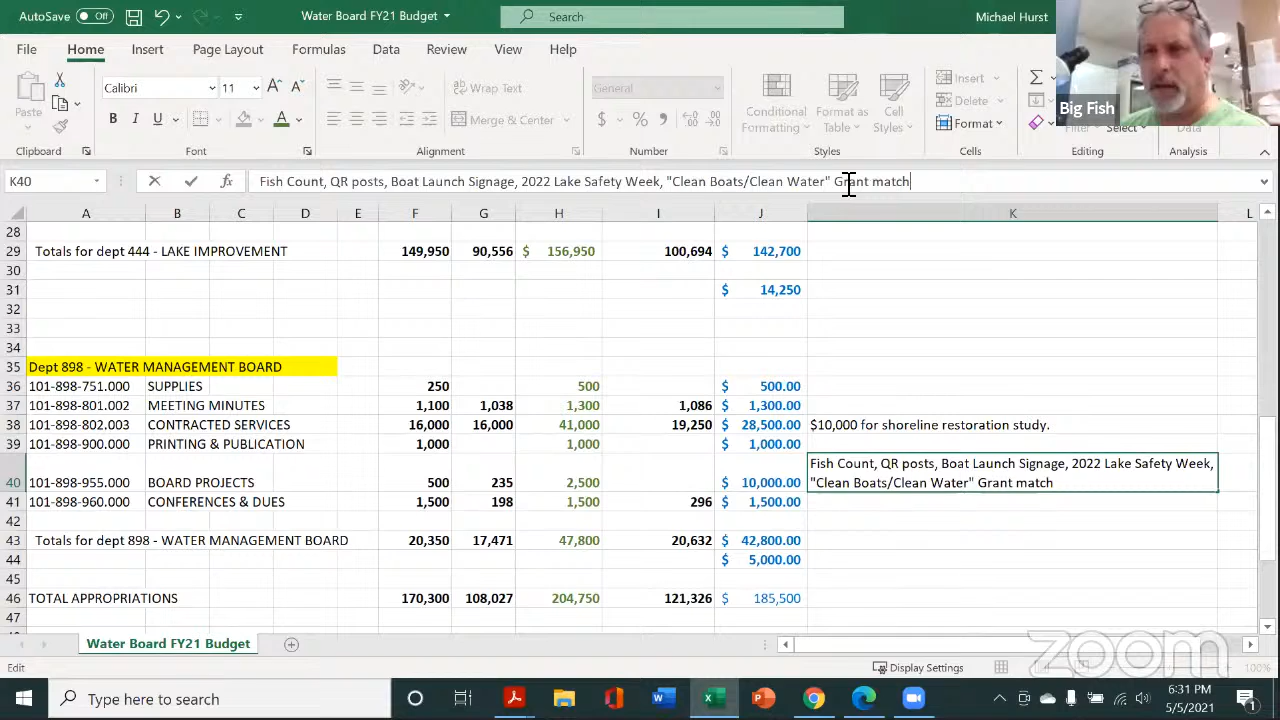 AutoSave Off Water Board FY21 Budget Search Michael Hurst
File Home Insert Page Layout Formulas Data Review View Help
Paste Calibri 11 Wrap Text General Conditional Format as Cell Insert Σ
B I U Merge & Center $ % Formatting Table Styles Delete Select
Format
Clipboard Font Alignment Number Styles Cells Editing Analysis
Big Fish
K40 fx Fish Count, QR posts, Boat Launch Signage, 2022 Lake Safety Week, "Clean Boats/Clean Water" Grant match
A B C D E F G H I J K L
28
29 Totals for dept 444 - LAKE IMPROVEMENT 149,950 90,556 $ 156,950 100,694 $ 142,700
30
31 $ 14,250
32
33
34
35 Dept 898 - WATER MANAGEMENT BOARD
36 101-898-751.000 SUPPLIES 250 500 $ 500.00
37 101-898-801.002 MEETING MINUTES 1,100 1,038 1,300 1,086 $ 1,300.00
38 101-898-802.003 CONTRACTED SERVICES 16,000 16,000 41,000 19,250 $ 28,500.00 $10,000 for shoreline restoration study.
39 101-898-900.000 PRINTING & PUBLICATION 1,000 1,000 $ 1,000.00
Fish Count, QR posts, Boat Launch Signage, 2022 Lake Safety Week,
40 101-898-955.000 BOARD PROJECTS 500 235 2,500 $ 10,000.00 "Clean Boats/Clean Water" Grant match
41 101-898-960.000 CONFERENCES & DUES 1,500 198 1,500 296 $ 1,500.00
42
43 Totals for dept 898 - WATER MANAGEMENT BOARD 20,350 17,471 47,800 20,632 $ 42,800.00
44 $ 5,000.00
45
46 TOTAL APPROPRIATIONS 170,300 108,027 204,750 121,326 $ 185,500
47
Water Board FY21 Budget
zoom
Edit Display Settings 100%
Type here to search 6:31 PM
5/5/2021